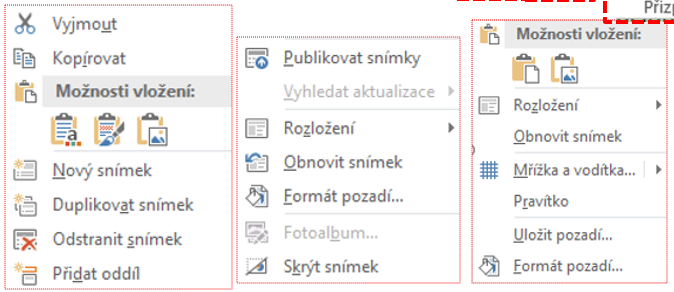 Vyjmout
Kopírovat
Možnosti vložení:
Nový snímek
Duplikovat snímek
Odstranit snímek
Přidat oddíl
Publikovat snímky
Vyhledat aktualizace
Rozložení
Obnovit snímek
Formát pozadí...
Fotoalbum...
Skrýt snímek
Přizp
Možnosti vložení:
Rozložení
Obnovit snímek
Mřížka a vodítka...
Pravítko
Uložit pozadí...
Formát pozadí...